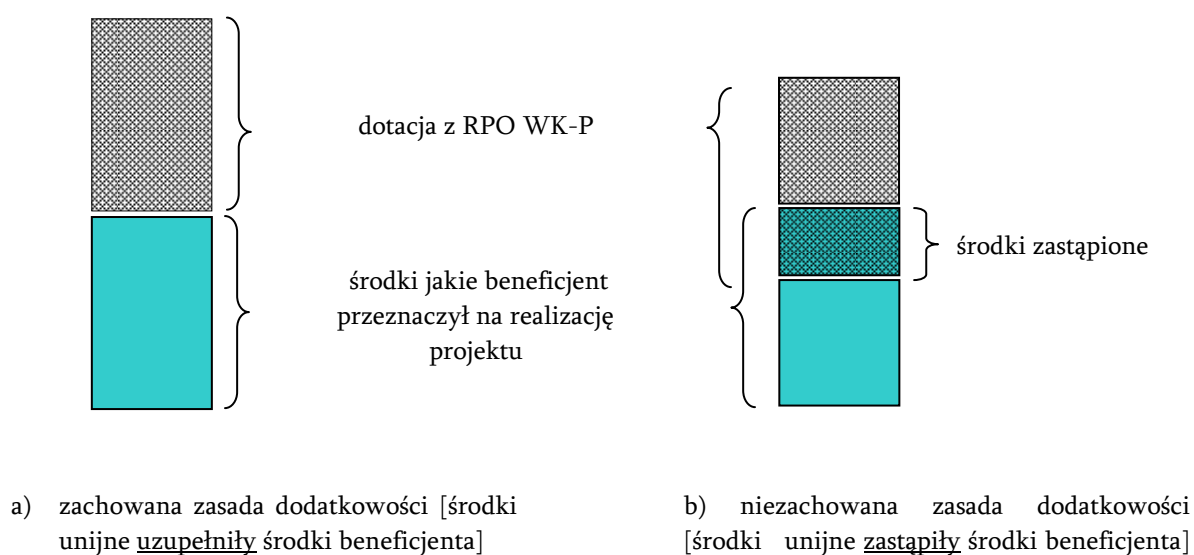 dotacja z RPO WK-P
środki zastąpione
środki jakie beneficjent
przeznaczył na realizację
projektu
a) zachowana zasada dodatkowości [środki
unijne uzupełniły środki beneficjenta]
b) niezachowana zasada dodatkowości
[środki unijne zastąpiły środki beneficjenta]